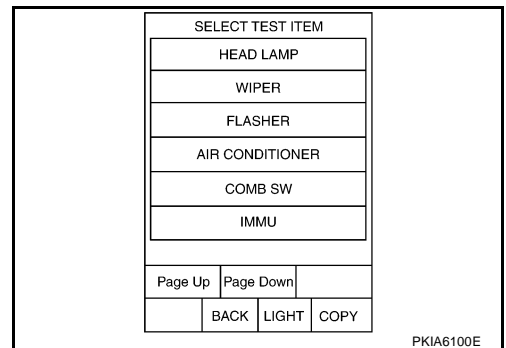 SELECT TEST ITEM
HEAD LAMP
WIPER
FLASHER
AIR CONDITIONER
COMB SW
IMMU
Page Up Page Down
BACK LIGHT COPY
PKIA6100E